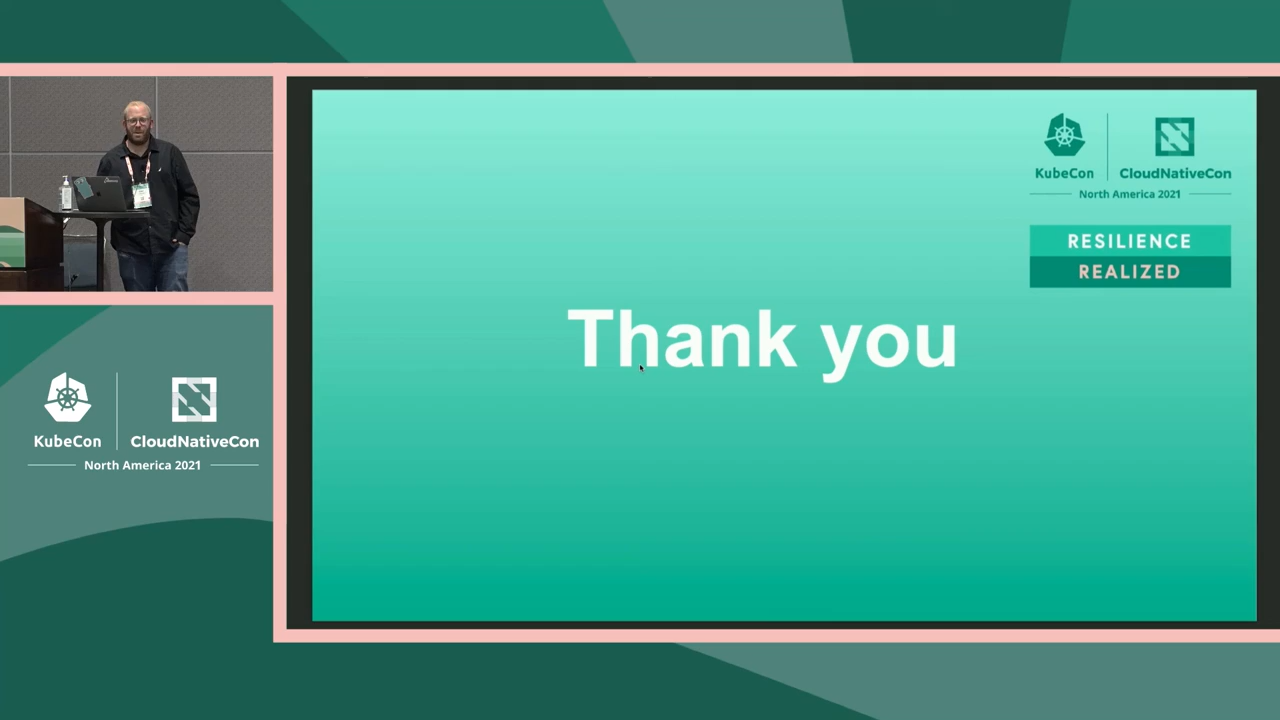 KubeCon
CloudNativeCon
North America 2021
RESILIENCE
REALIZED
Thank you
KubeCon
CloudNativeCon
North America 2021